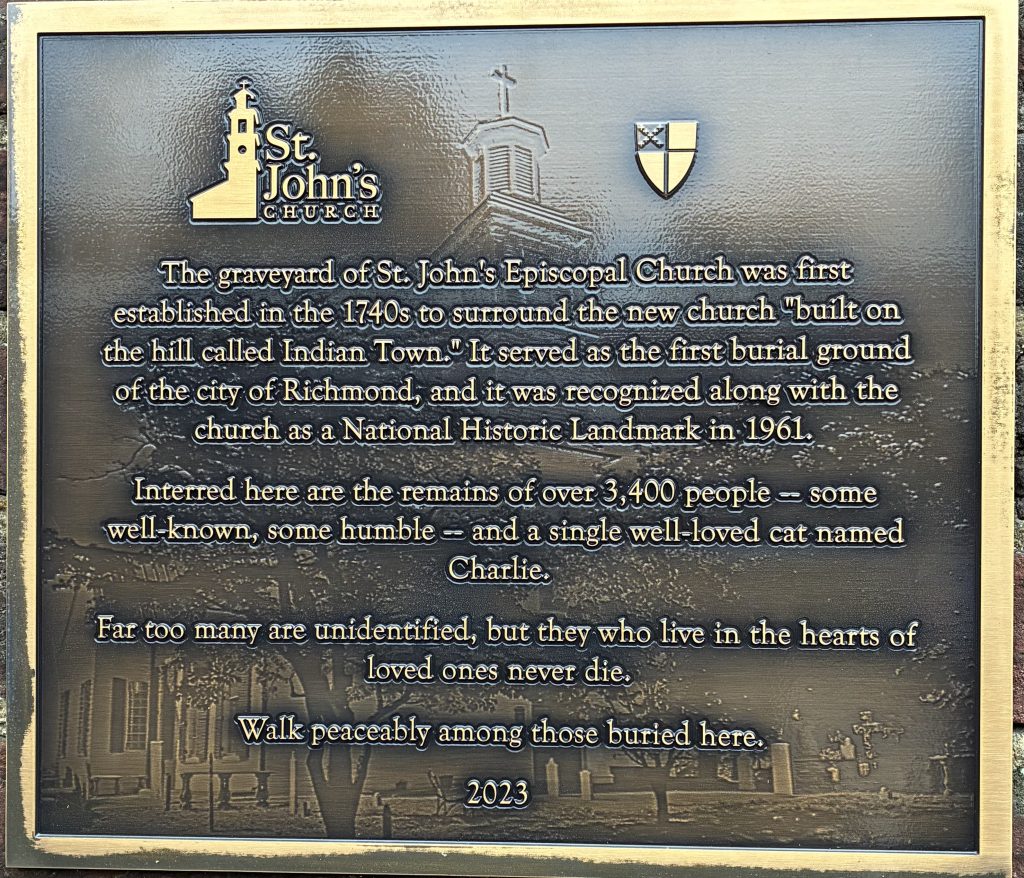 St.
John's
CHURCH
The graveyard of St. John's Episcopal Church was first
established in the 1740s to surround the new church "built on
the hill called Indian Town." It served as the first burial ground
of the city of Richmond, and it was recognized along with the
church as a National Historic Landmark in 1961.
Interred here are the remains of over 3,400 people -- some
well-known, some humble -- and a single well-loved cat named
Charlie.
Far too many are unidentified, but they who live in the hearts of
loved ones never die.
Walk peaceably among those buried here.
2023